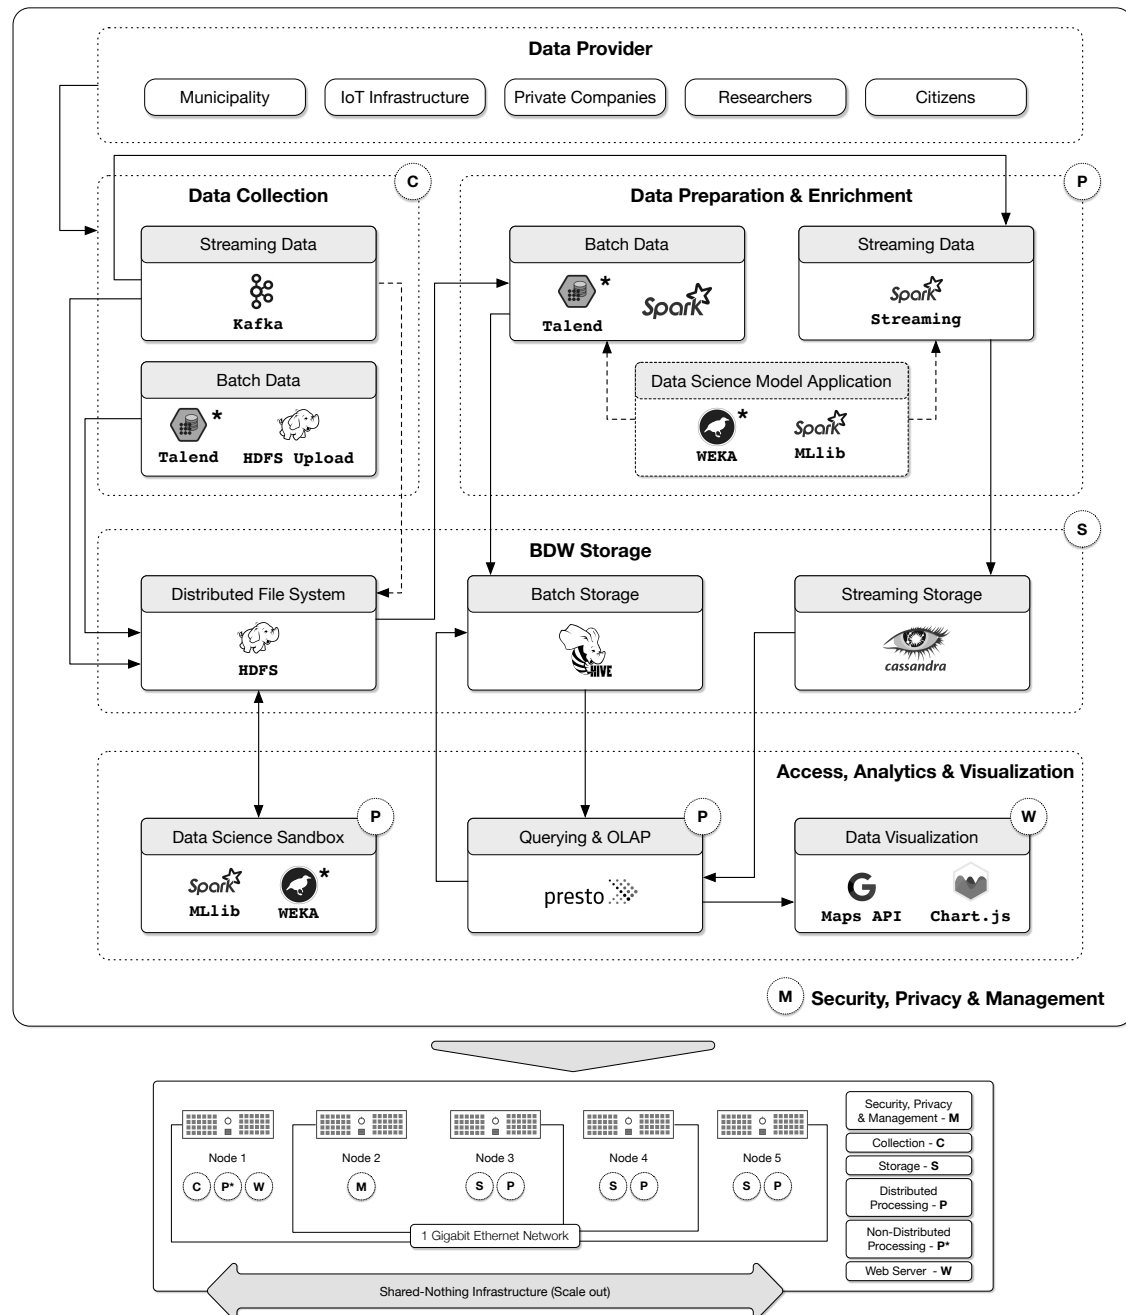 Data Provider
Municipality
IoT Infrastructure
Private Companies
Researchers
Citizens
C
P
Data Collection
Data Preparation & Enrichment
Streaming Data
Kafka
Batch Data
*
Talend
HDFS Upload
Batch Data
*
Talend
Spark
Streaming Data
Spark
Streaming
Data Science Model Application
*
WEKA
Spark
MLlib
S
BDW Storage
Distributed File System
HDFS
Batch Storage
HIVE
Streaming Storage
cassandra
Access, Analytics & Visualization
P
Data Science Sandbox
Spark
MLlib
*
WEKA
P
Querying & OLAP
presto
W
Data Visualization
G
Maps API
Chart.js
M Security, Privacy & Management
Node 1
C P* W
Node 2
M
Node 3
S P
Node 4
S P
Node 5
S P
1 Gigabit Ethernet Network
Security, Privacy
& Management - M
Collection - C
Storage - S
Distributed
Processing - P
Non-Distributed
Processing - P*
Web Server - W
Shared-Nothing Infrastructure (Scale out)